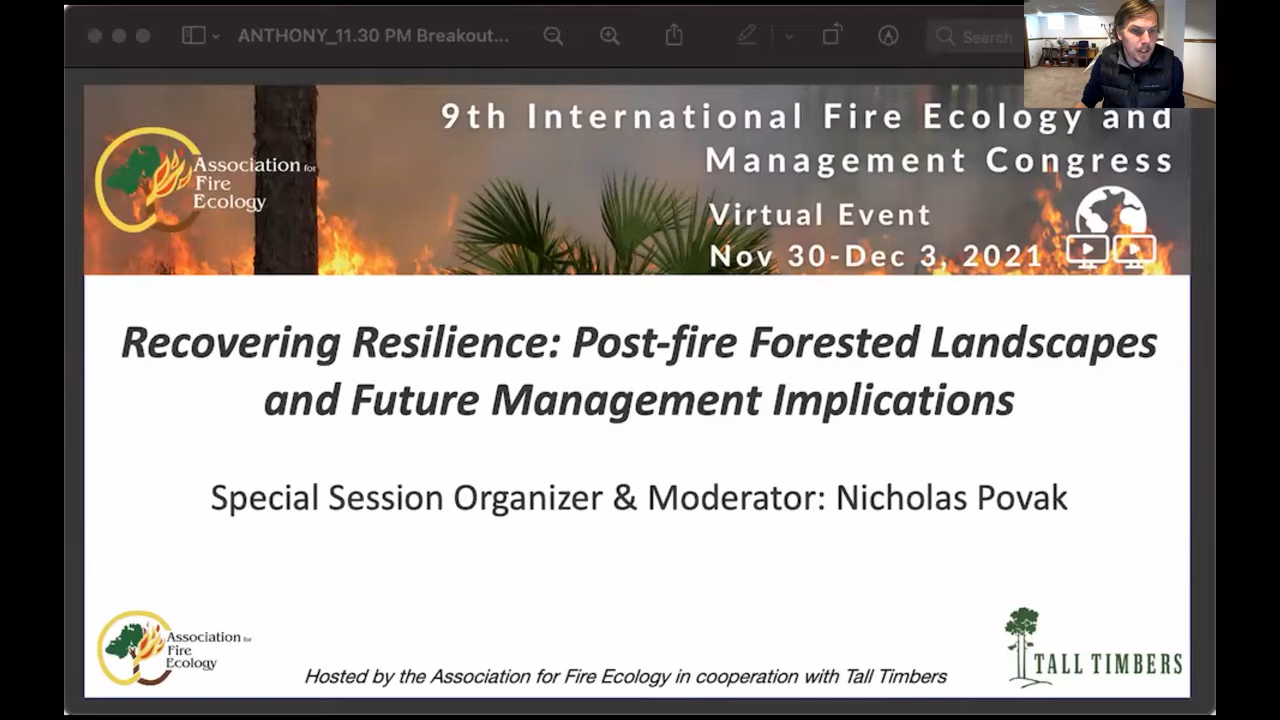 ANTHONY_11.30 PM Breakout...
Search
9th International Fire Ecology and
Management Congress
Association for
Fire
Ecology
Virtual Event
Nov 30-Dec 3, 2021
Recovering Resilience: Post-fire Forested Landscapes
and Future Management Implications
Special Session Organizer & Moderator: Nicholas Povak
Association for
Fire
Ecology
Hosted by the Association for Fire Ecology in cooperation with Tall Timbers
TALL TIMBERS